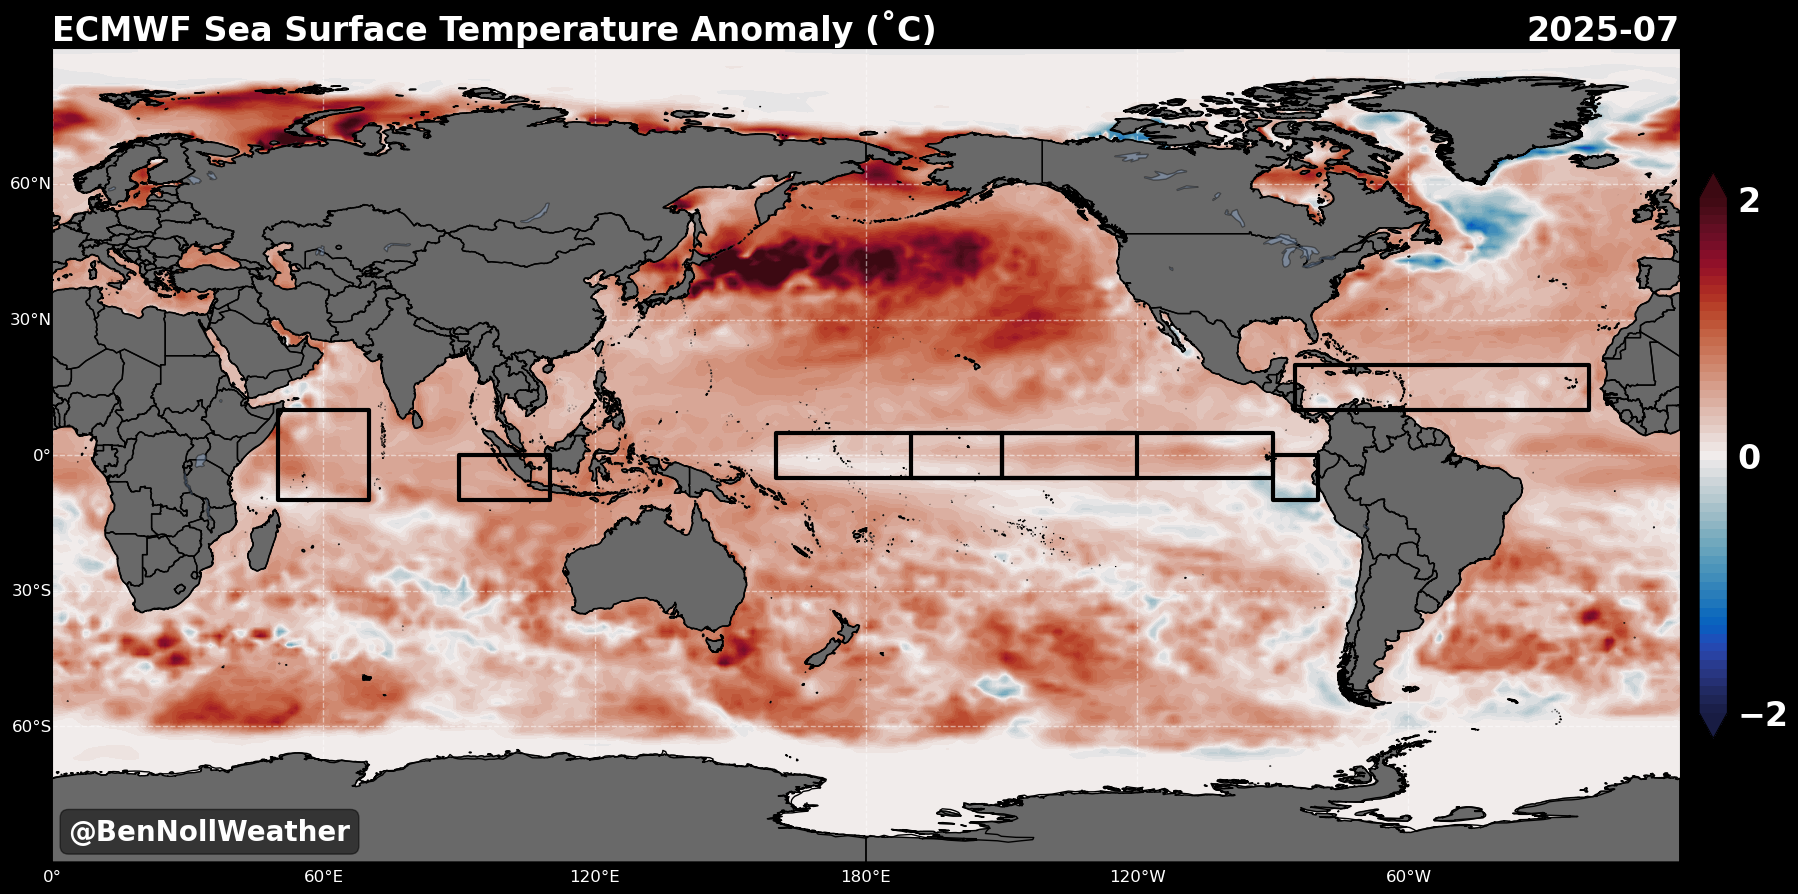 ECMWF Sea Surface Temperature Anomaly (˚C)
2025-07
60°N
30°N
0°
30°S
60°S
0°
60°E
120°E
180°E
120°W
60°W
2
0
−2
@BenNollWeather